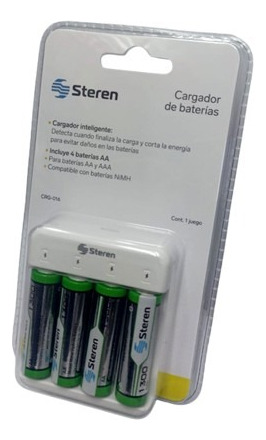 Steren
Cargador
de baterías
• Cargador inteligente:
Detecta cuando finaliza la carga y corta la energía
para evitar daños en las baterías
• Incluye 4 baterías AA
• Para baterías AA y AAA
• Compatible con baterías NiMH
CRG-016
Cont. 1 juego
Steren
Steren
1300